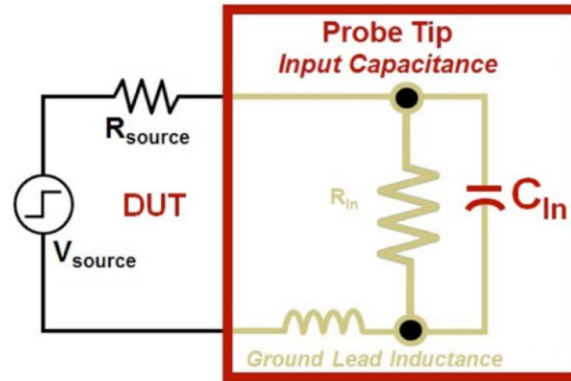 Probe Tip
Input Capacitance
Rsource
RIn
CIn
DUT
Vsource
Ground Lead Inductance